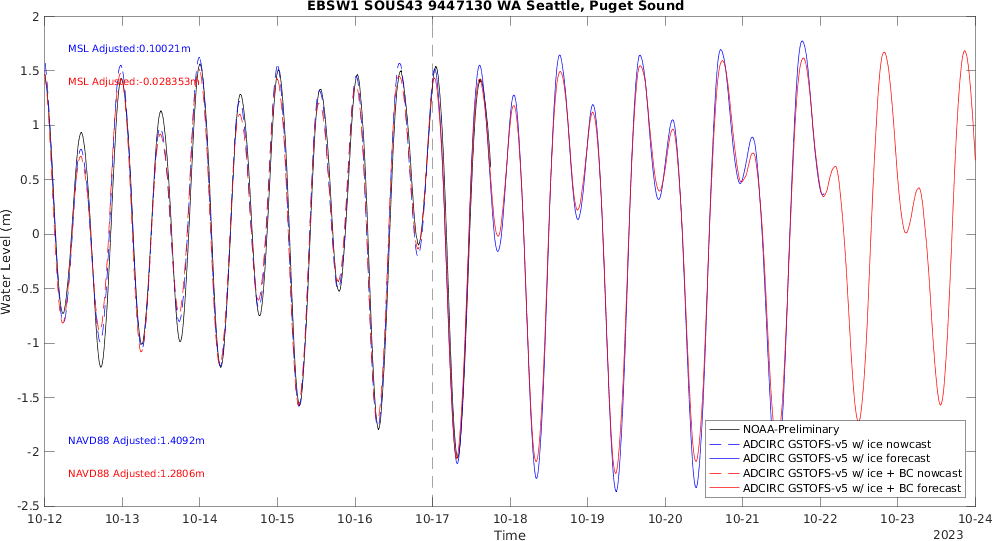 EBSW1 SOUS43 9447130 WA Seattle, Puget Sound
2
1.5
1
0.5
0
-0.5
-1
-1.5
-2
-2.5
Water Level (m)
MSL Adjusted:0.10021m
MSL Adjusted:-0.028353m
NAVD88 Adjusted:1.4092m
NAVD88 Adjusted:1.2806m
NOAA-Preliminary
ADCIRC GSTOFS-v5 w/ ice nowcast
ADCIRC GSTOFS-v5 w/ ice forecast
ADCIRC GSTOFS-v5 w/ ice + BC nowcast
ADCIRC GSTOFS-v5 w/ ice + BC forecast
10-12 10-13 10-14 10-15 10-16 10-17 10-18 10-19 10-20 10-21 10-22 10-23 10-24
Time
2023